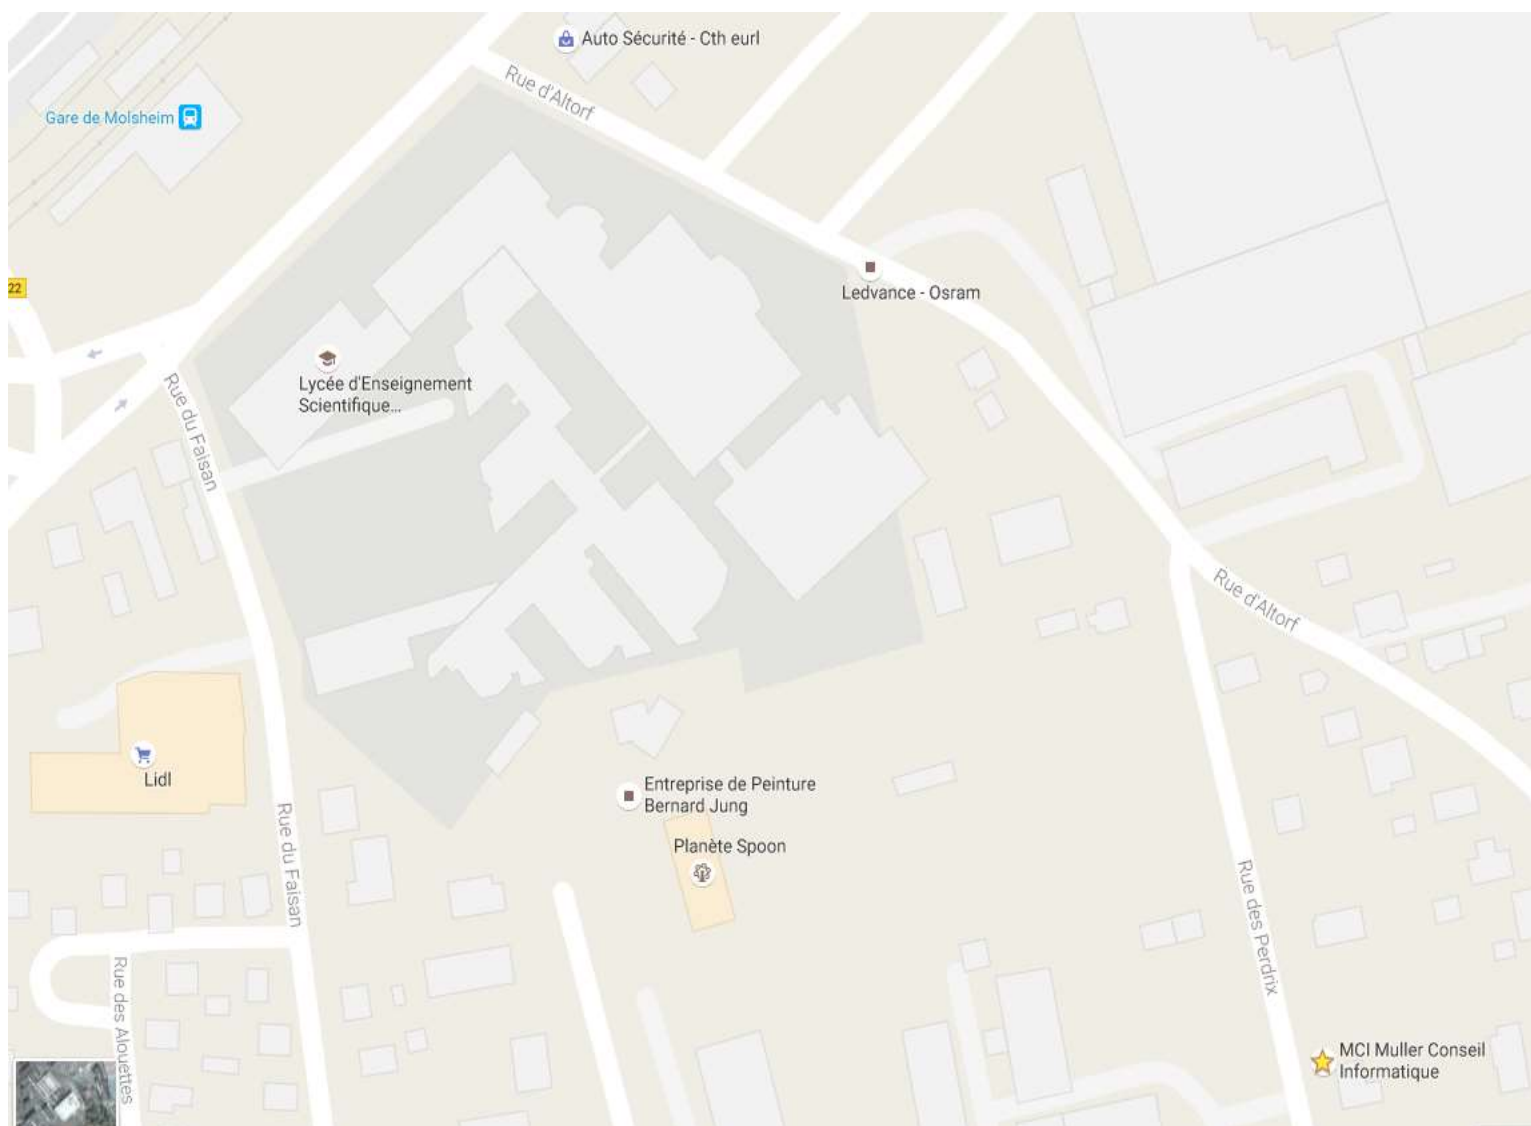 Auto Sécurité - Cth eurl
Rue d'Altorf
Gare de Molsheim
22
Ledvance - Osram
Lycée d'Enseignement
Scientifique...
Rue du Faisan
Rue d'Altorf
Lidl
Entreprise de Peinture
Bernard Jung
Planète Spoon
Rue du Faisan
Rue des Perdrix
Rue des Alouettes
MCI Muller Conseil
Informatique